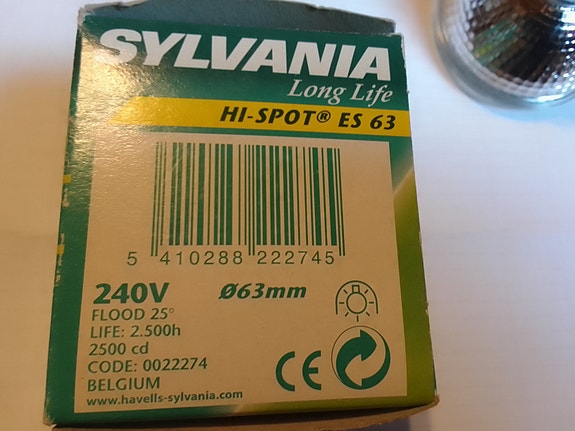 SYLVANIA
Long Life
HI-SPOT® ES 63
5 410288 222745
240V Ø63mm
FLOOD 25°
LIFE: 2.500h
2500 cd
CODE: 0022274
BELGIUM
www.havells-sylvania.com
CE